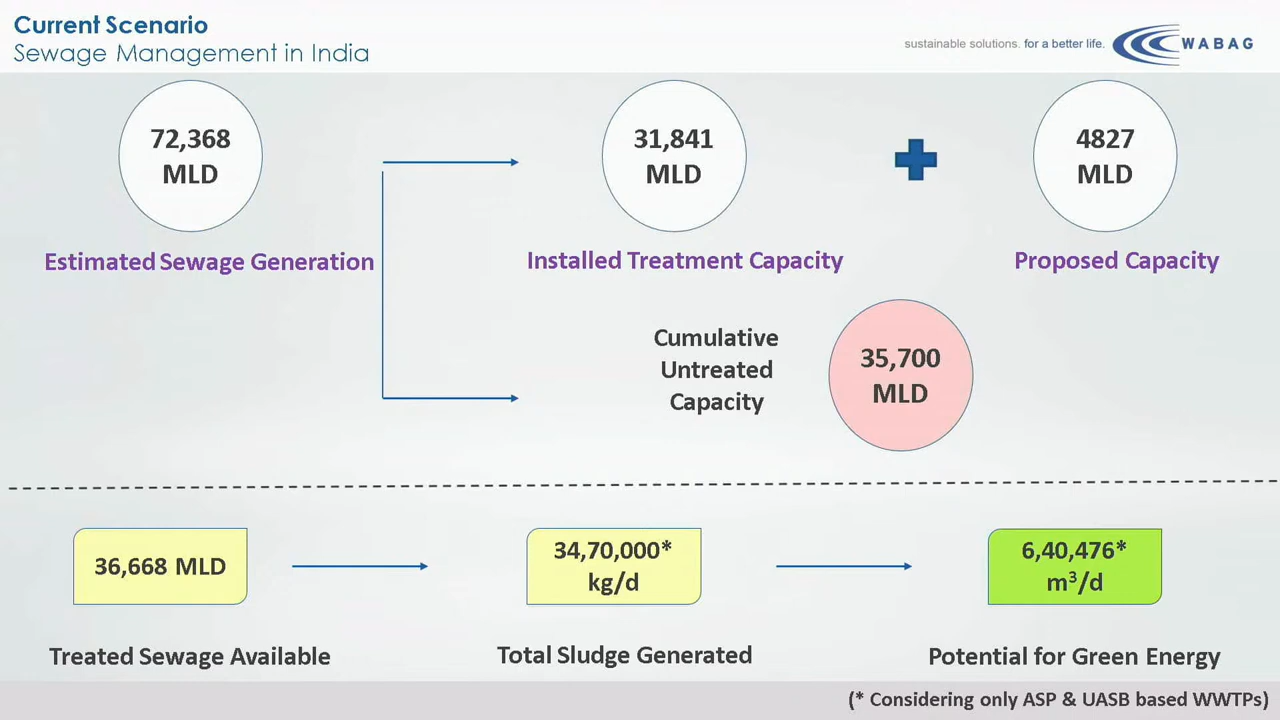 Current Scenario
Sewage Management in India
sustainable solutions. for a better life.
WABAG
72,368
MLD
31,841
MLD
4827
MLD
Estimated Sewage Generation
Installed Treatment Capacity
Proposed Capacity
Cumulative
Untreated
Capacity
35,700
MLD
36,668 MLD
34,70,000*
kg/d
6,40,476*
m³/d
Treated Sewage Available
Total Sludge Generated
Potential for Green Energy
(* Considering only ASP & UASB based WWTPs)